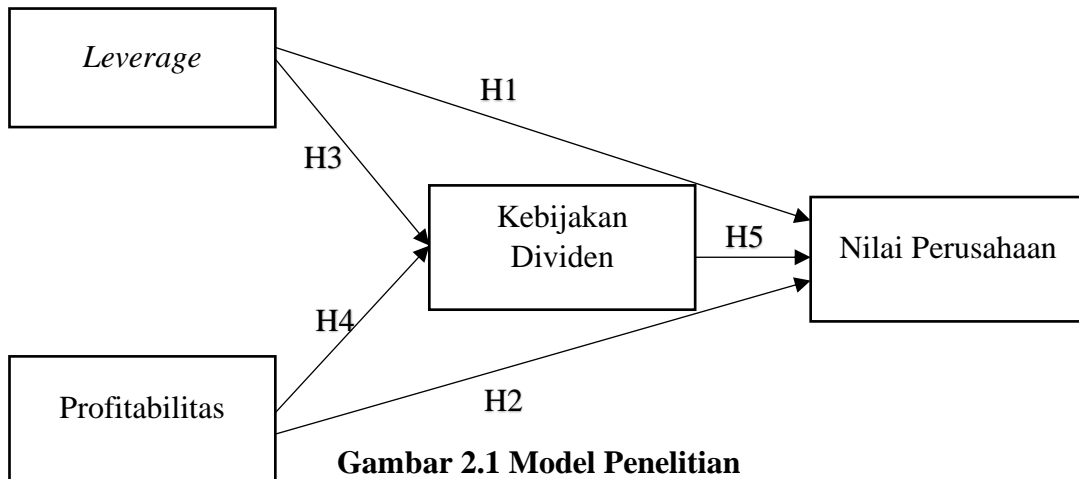 Leverage
H1
H3
Kebijakan
Dividen
H5
Nilai Perusahaan
H4
Profitabilitas
H2
Gambar 2.1 Model Penelitian